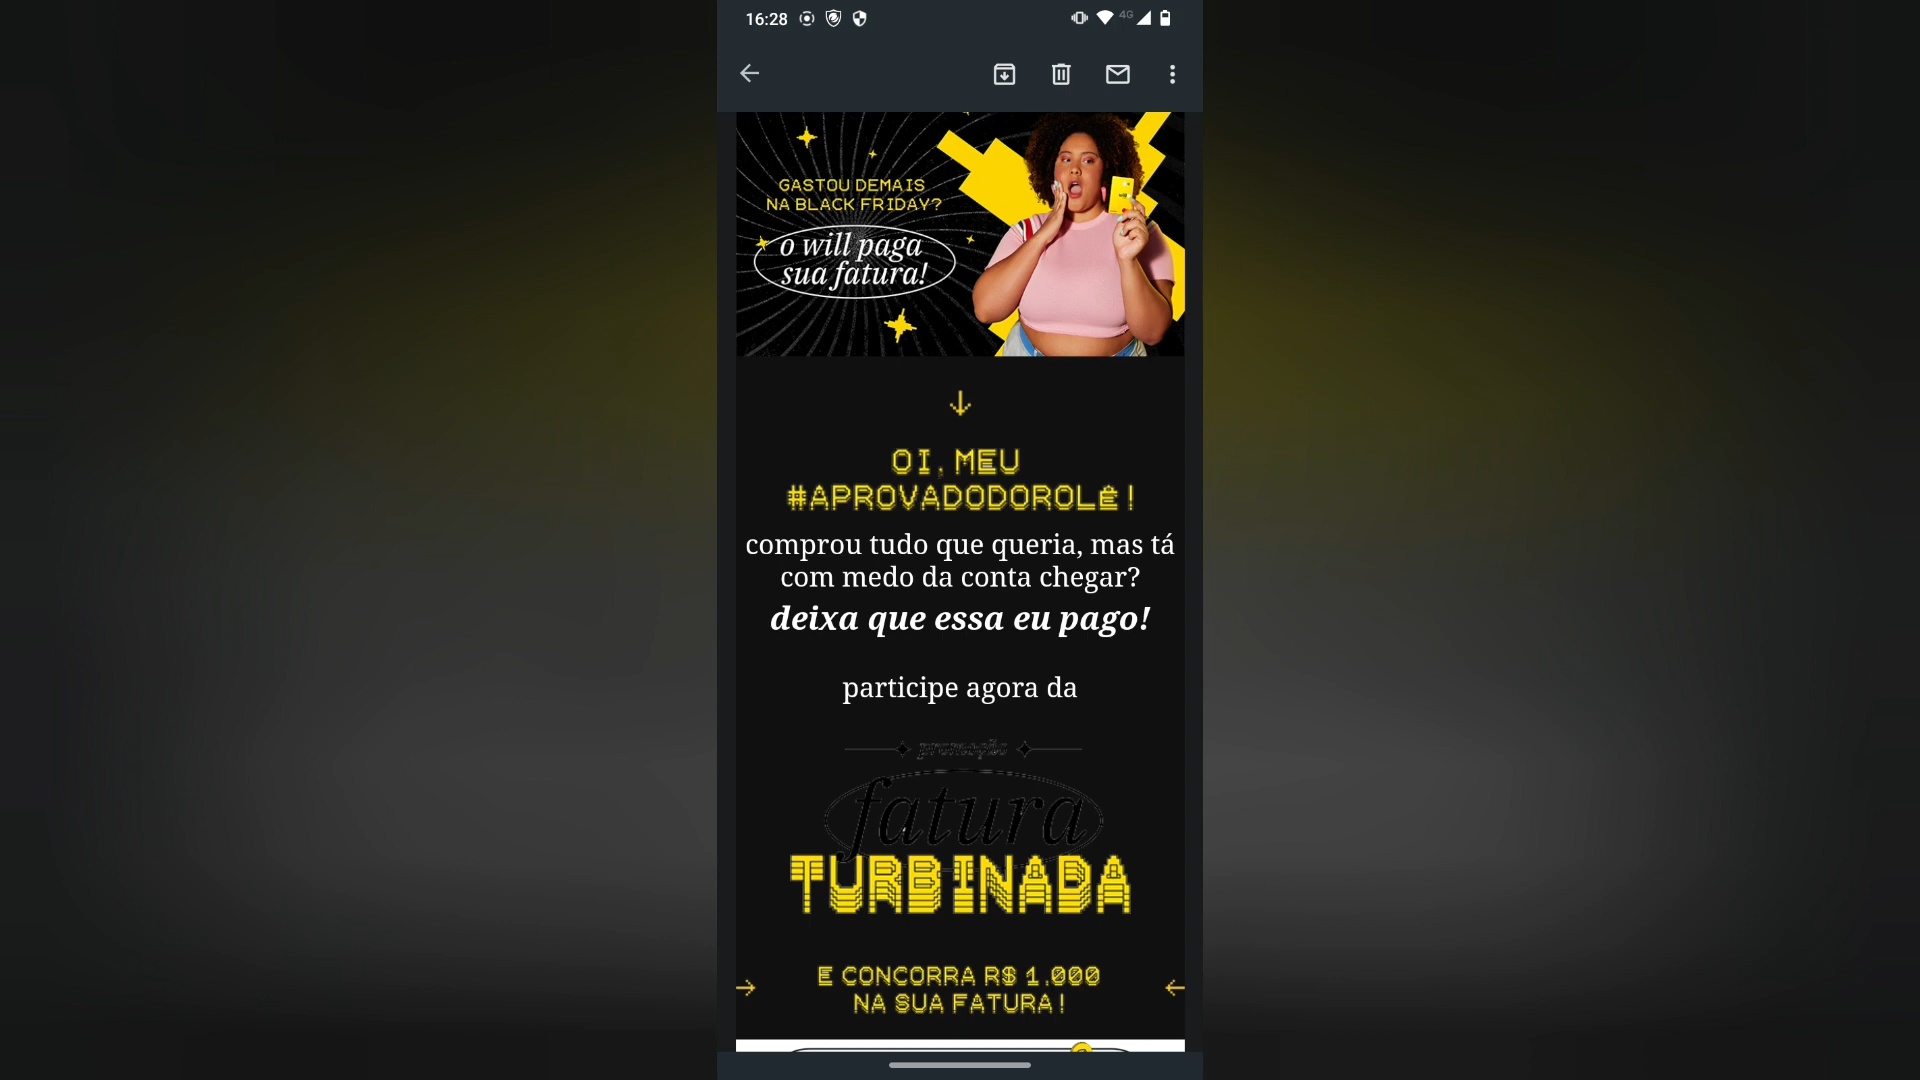 16:28
4G
GASTOU DEMAIS
NA BLACK FRIDAY?
o will paga
sua fatura!
OI, MEU
#APROVADODOROLÊ!
comprou tudo que queria, mas tá
com medo da conta chegar?
deixa que essa eu pago!
participe agora da
promoção
fatura
TURBINADA
E CONCORRA R$ 1.000
NA SUA FATURA!